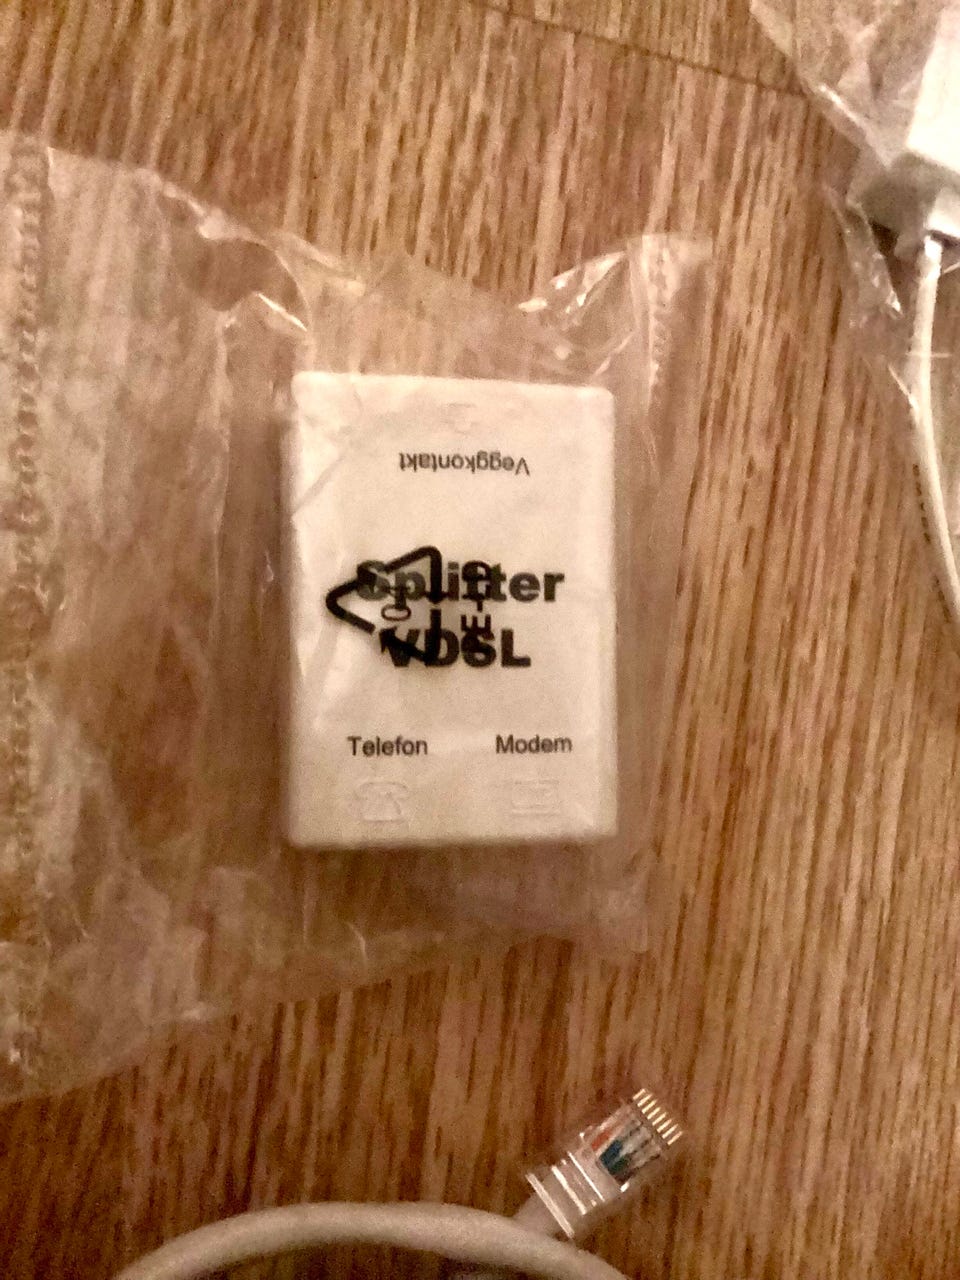 Veggkontakt
Splitter
VDSL
Telefon Modem